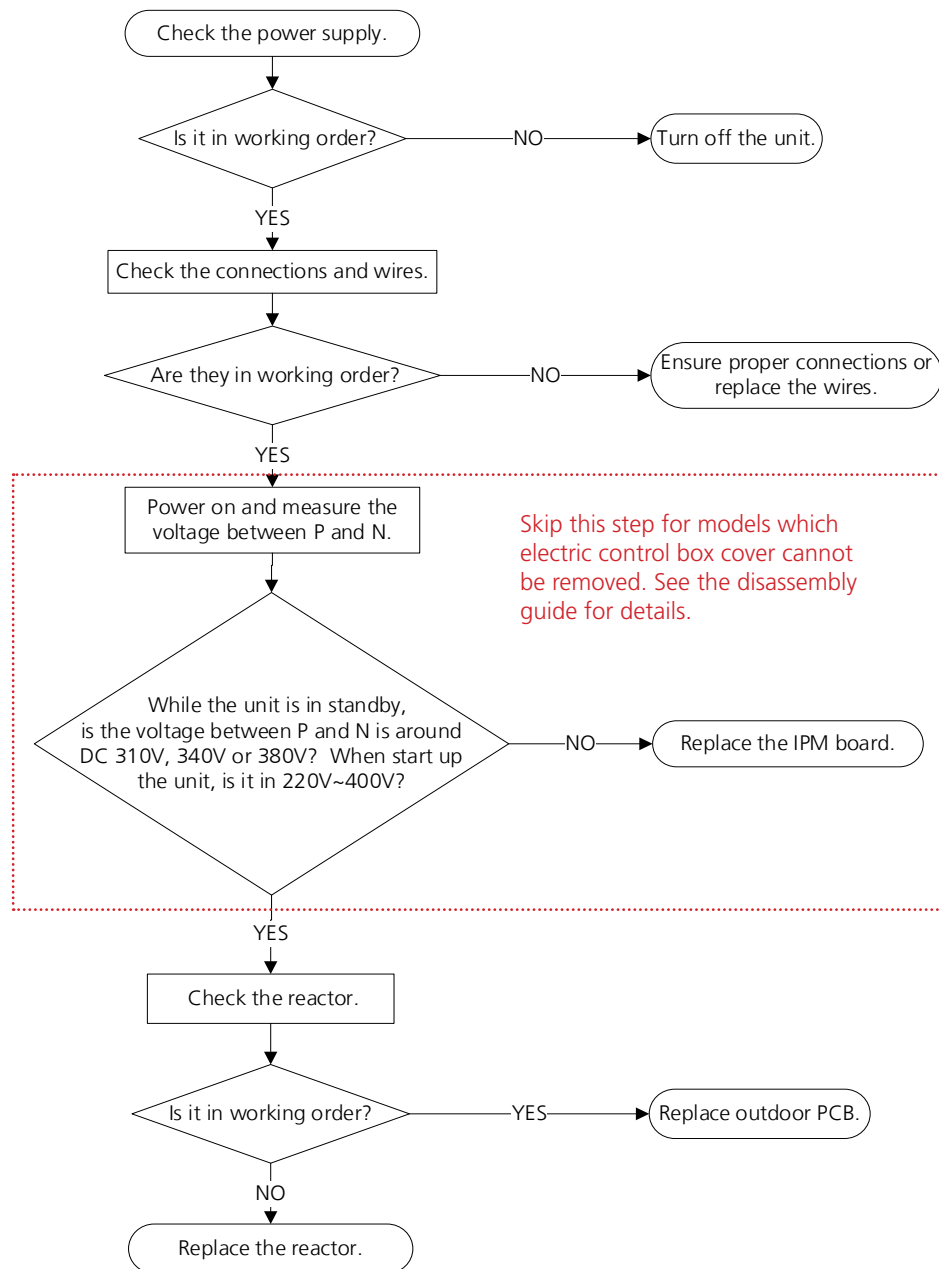 Check the power supply.
Is it in working order?
NO
Turn off the unit.
YES
Check the connections and wires.
Are they in working order?
NO
Ensure proper connections or
replace the wires.
YES
Power on and measure the
voltage between P and N.
Skip this step for models which
electric control box cover cannot
be removed. See the disassembly
guide for details.
While the unit is in standby,
is the voltage between P and N is around
DC 310V, 340V or 380V? When start up
the unit, is it in 220V~400V?
NO
Replace the IPM board.
YES
Check the reactor.
Is it in working order?
YES
Replace outdoor PCB.
NO
Replace the reactor.